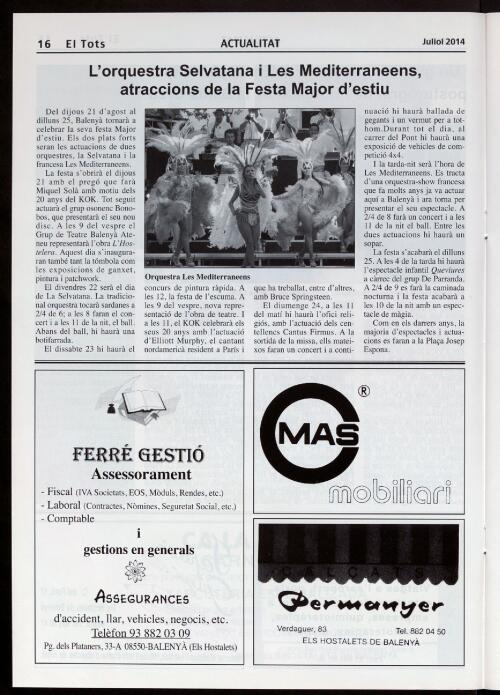 16 El Tots
ACTUALITAT
Juliol 2014
L'orquestra Selvatana i Les Mediterraneens,
atraccions de la Festa Major d'estiu
Del dijous 21 d'agost al
dilluns 25, Balenyà tornarà a
celebrar la seva festa Major
d'estiu. Els dos plats forts
seran les actuacions de dues
orquestres, la Selvatana i la
francesa Les Mediterraneens.
La festa s'obrirà el dijous
21 amb el pregó que farà
Miquel Solà amb motiu dels
20 anys del KOK. Tot seguit
actuarà el grup osonenc Bono-
bos, que presentarà el seu nou
disc. A les 9 del vespre el
Grup de Teatre Balenyà Ate-
neu representarà l'obra L'Hos-
telera. Aquest dia s'inaugura-
ran també tant la tómbola com
les exposicions de ganxet,
pintura i patchwork.
El divendres 22 serà el dia
de La Selvatana. La tradicio-
nal orquestra tocarà sardanes a
2/4 de 6; a les 8 faran el con-
cert i a les 11 de la nit, el ball.
Abans del ball, hi haurà una
botifarrada.
El dissabte 23 hi haurà el
Orquestra Les Mediterraneens
concurs de pintura ràpida. A
les 12, la festa de l'escuma. A
les 9 del vespre, nova repre-
sentació de l'obra de teatre. I
a les 11, el KOK celebrarà els
seus 20 anys amb l'actuació
d'Elliott Murphy, el cantant
nordamericà resident a París i
que ha treballat, entre d'altres,
amb Bruce Springsteen.
El diumenge 24, a les 11
del matí hi haurà l'ofici reli-
giós, amb l'actuació dels cen-
tellencs Cantus Firmus. A la
sortida de la missa, ells matei-
xos faran un concert i a conti-
nuació hi haurà ballada de
gegants i un vermut per a tot-
hom.Durant tot el dia, al
carrer del Pont hi haurà una
exposició de vehicles de com-
petició 4x4.
I la tarda-nit serà l'hora de
Les Mediterraneens. Es tracta
d'una orquestra-show francesa
que fa molts anys ja va actuar
aquí a Balenyà i ara torna per
presentar el seu espectacle. A
2/4 de 8 farà un concert i a les
11 de la nit el ball. Entre les
dues actuacions hi haurà un
sopar.
La festa s'acabarà el dilluns
25. A les 4 de la tarda hi haurà
l'espectacle infantil Queviures
a càrrec del grup De Parranda.
A 2/4 de 9 es farà la caminada
nocturna i la festa acabarà a
les 10 de la nit amb un espec-
tacle de màgia.
Com en els darrers anys, la
majoria d'espectacles i actua-
cions es faran a la Plaça Josep
Espona.
FERRÉ GESTIÓ
Assessorament
- Fiscal (IVA Societats, EOS, Mòduls, Rendes, etc.)
- Laboral (Contractes, Nòmines, Seguretat Social, etc.)
- Comptable
i
gestions en generals
ASSEGURANCES
d'accident, llar, vehicles, negocis, etc.
Telèfon 93 882 03 09
Pg. dels Plataners, 33-A 08550-BALENYÀ (Els Hostalets)
MAS ®
mobiliari
CALÇATS
Permanyer
Verdaguer, 83
Tel. 882 04 50
ELS HOSTALETS DE BALENYÀ